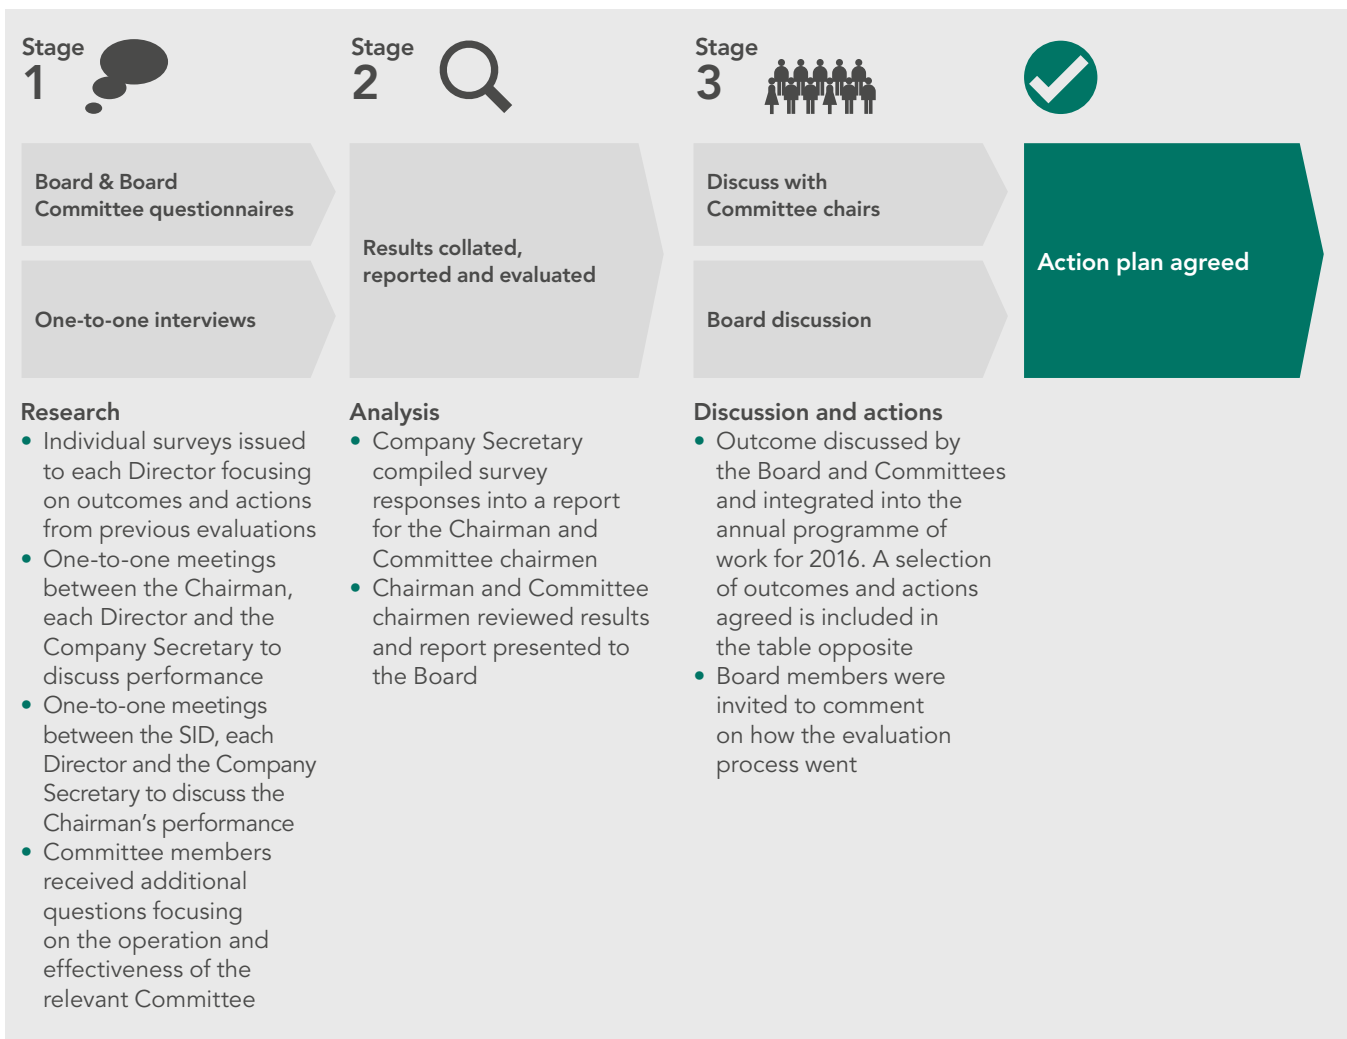 Stage
1
Board & Board
Committee questionnaires
One-to-one interviews
Research
• Individual surveys issued
to each Director focusing
on outcomes and actions
from previous evaluations
• One-to-one meetings
between the Chairman,
each Director and the
Company Secretary to
discuss performance
• One-to-one meetings
between the SID, each
Director and the Company
Secretary to discuss the
Chairman’s performance
• Committee members
received additional
questions focusing
on the operation and
effectiveness of the
relevant Committee
Stage
2
Results collated,
reported and evaluated
Analysis
• Company Secretary
compiled survey
responses into a report
for the Chairman and
Committee chairmen
• Chairman and Committee
chairmen reviewed results
and report presented to
the Board
Stage
3
Discuss with
Committee chairs
Board discussion
Discussion and actions
• Outcome discussed by
the Board and Committees
and integrated into the
annual programme of
work for 2016. A selection
of outcomes and actions
agreed is included in
the table opposite
• Board members were
invited to comment
on how the evaluation
process went
Action plan agreed